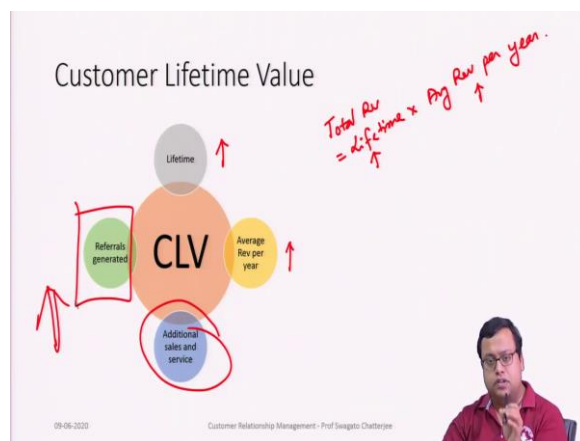 Customer Lifetime Value
Total Rev
= Lifetime × Avg Rev per year.
Lifetime
Referrals
generated
CLV
Average
Rev per
year
Additional
sales and
service
09-06-2020
Customer Relationship Management - Prof Swagato Chatterjee